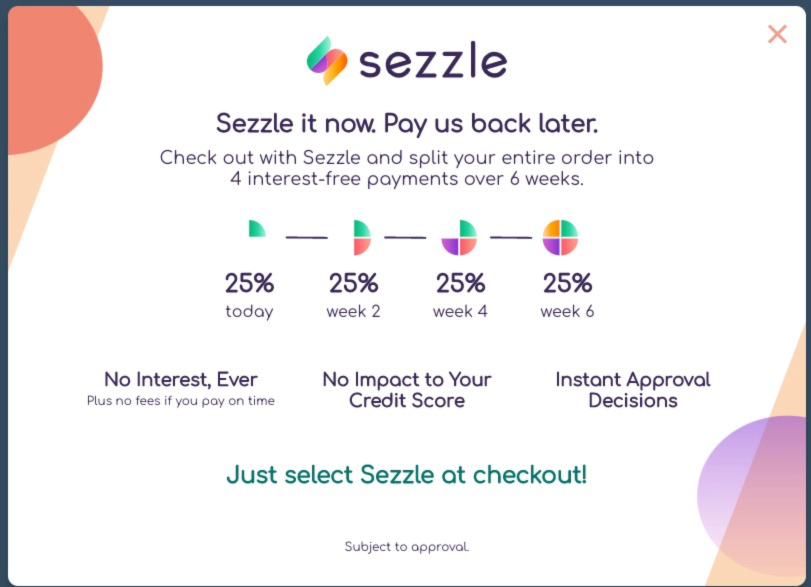 sezzle
Sezzle it now. Pay us back later.
Check out with Sezzle and split your entire order into
4 interest-free payments over 6 weeks.
25% 25% 25% 25%
today week 2 week 4 week 6
No Interest, Ever
Plus no fees if you pay on time
No Impact to Your
Credit Score
Instant Approval
Decisions
Just select Sezzle at checkout!
Subject to approval.